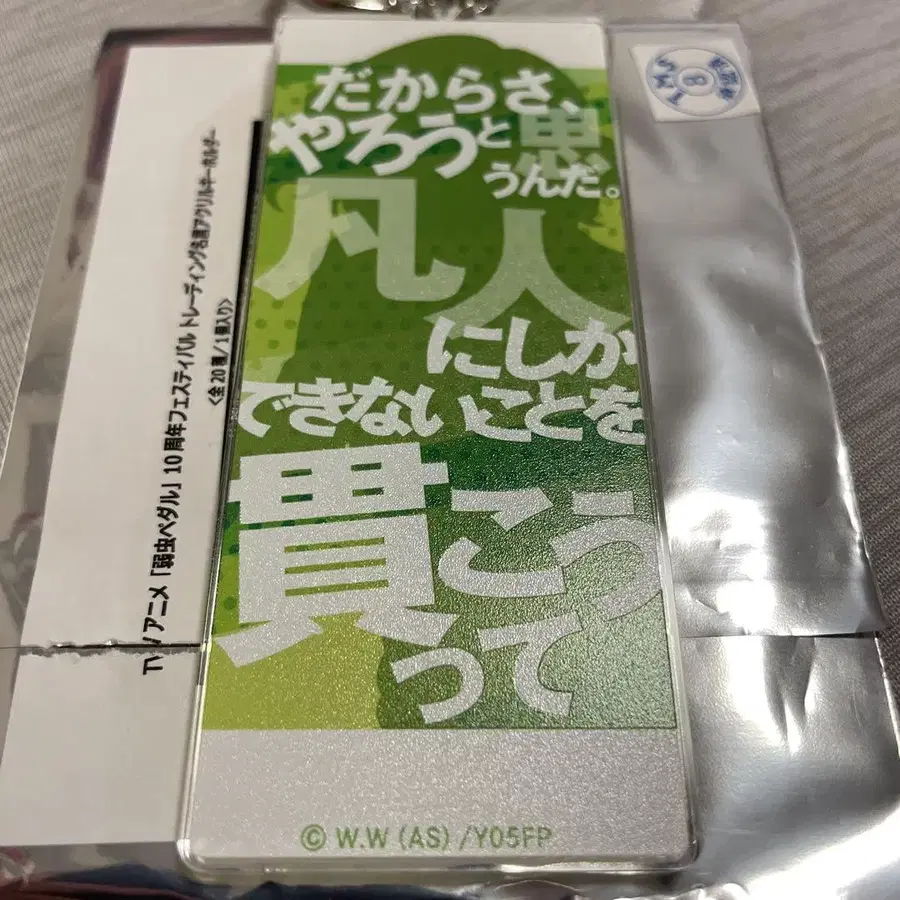 だからさ、
やろうと思
うんだ。
凡人
にしか
できないことを
貫こう
って
© W.W (AS) /Y05FP
TVアニメ「弱虫ペダル」10周年フェスティバル トレーディング名言アクリルキーホルダー
<全20種/1個入り>
TMS
8